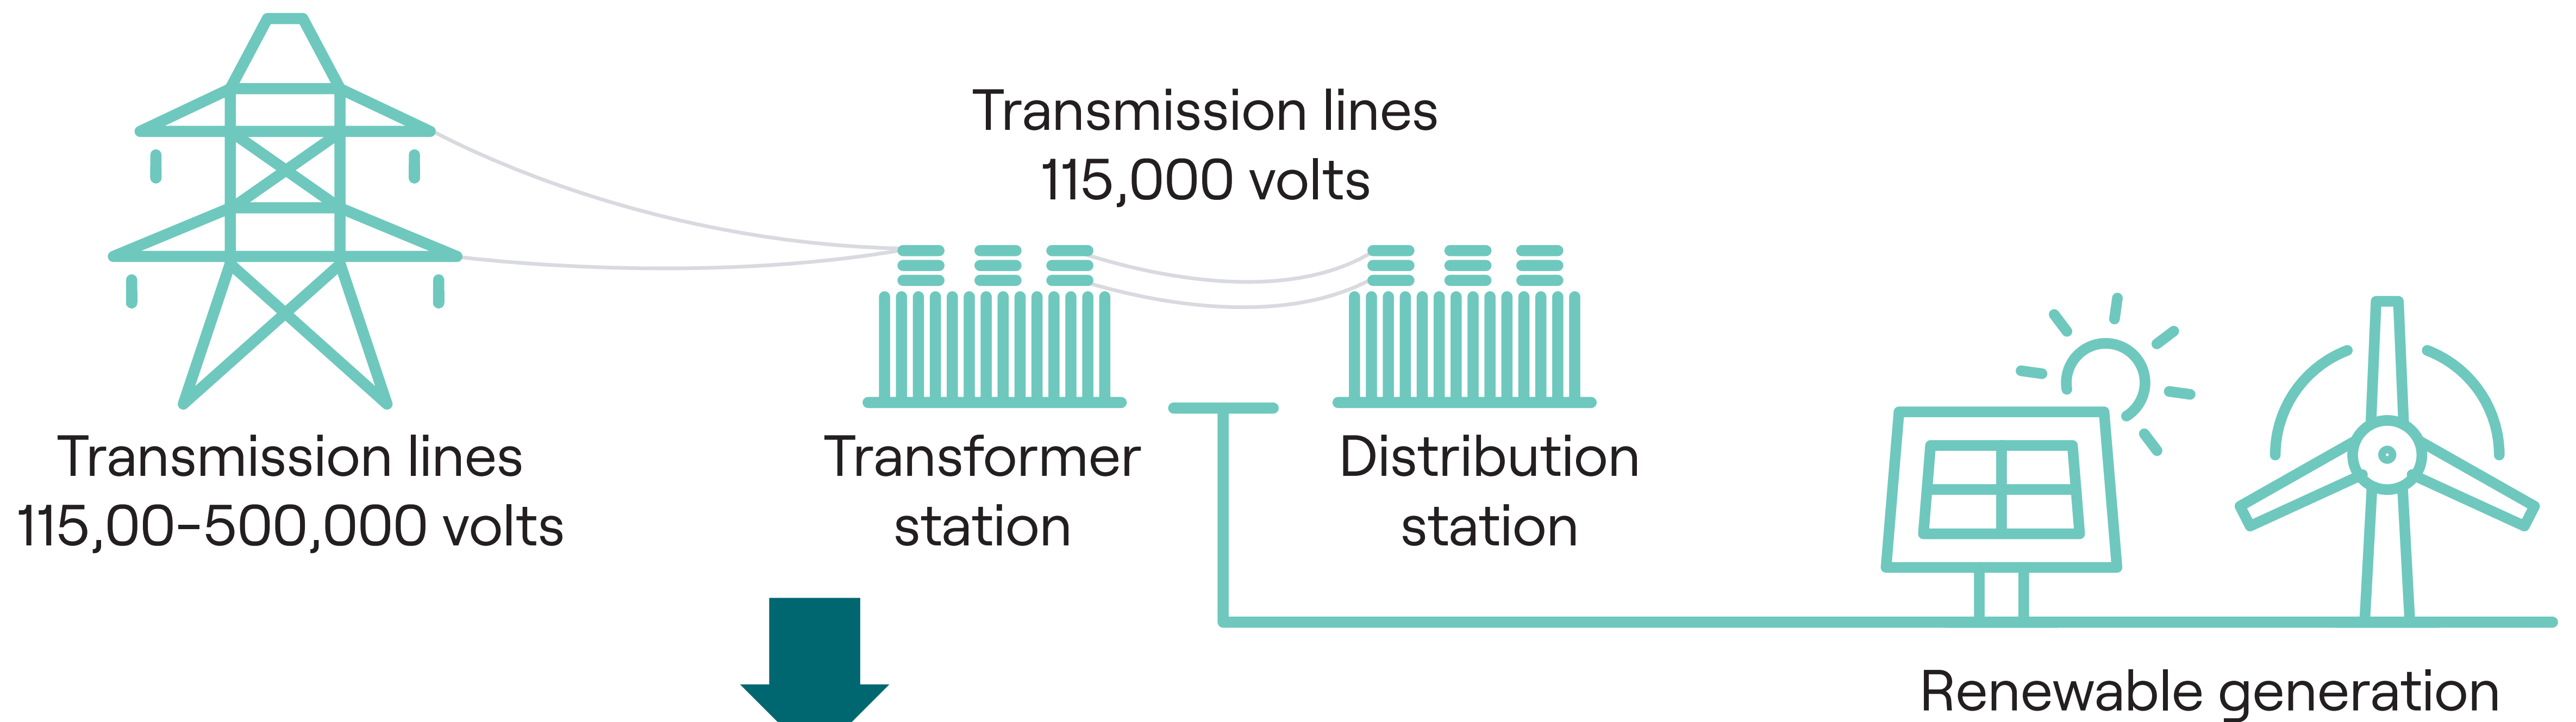 Transmission lines
115,000 volts
Transmission lines
115,00-500,000 volts
Transformer
station
Distribution
station
Renewable generation